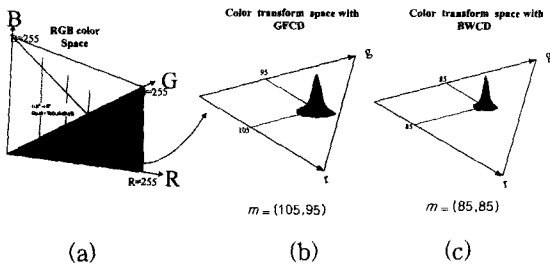 B
B=255
RGB color
Space
G
G=255
R
R=255
(a)
Color transform space with
GFCD
g
95
105
r
m = (105,95)
(b)
Color transform space with
BWCD
g
85
85
r
m = (85,85)
(c)